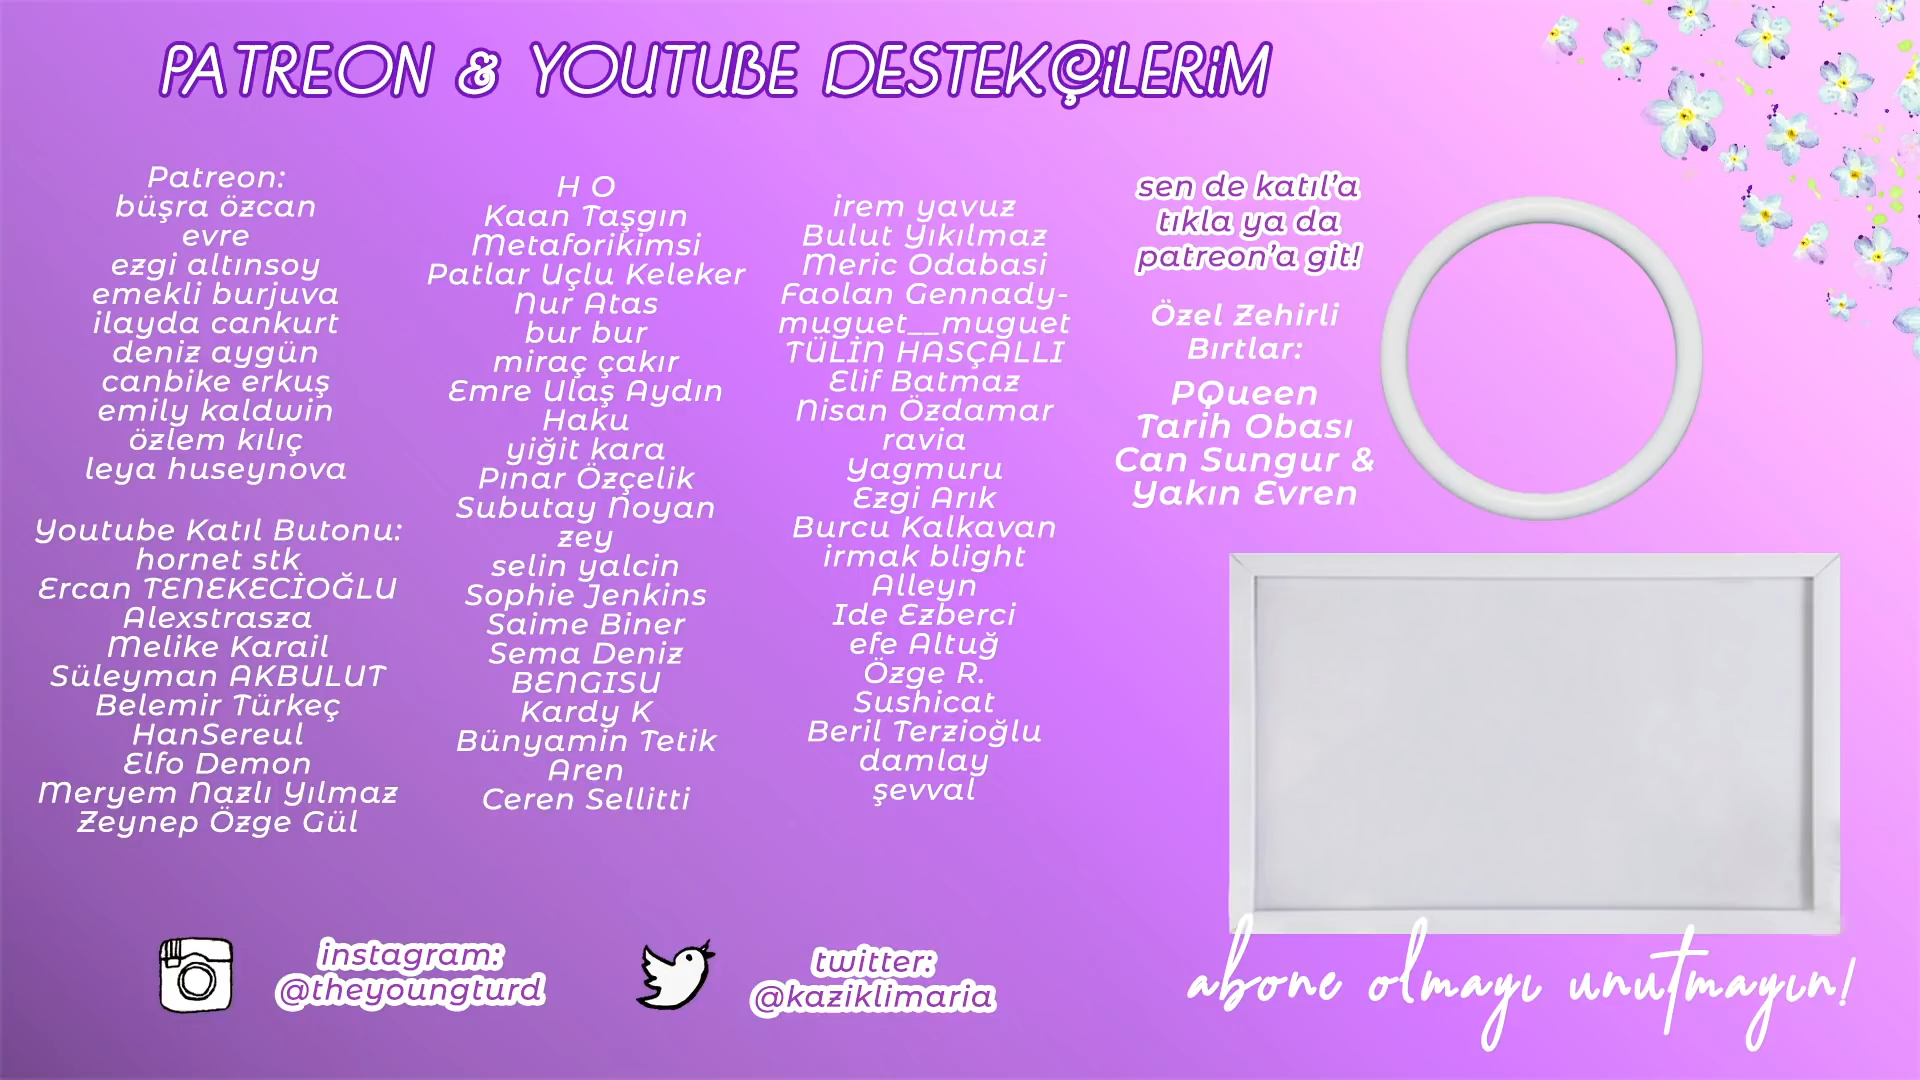 PATREON & YOUTUBE DESTEKÇİLERİM
Patreon:
büşra özcan
evre
ezgi altınsoy
emekli burjuva
ilayda cankurt
deniz aygün
canbike erkuş
emily kaldwin
özlem kılıç
leya huseynova
Youtube Katıl Butonu:
hornet stk
Ercan TENEKECİOĞLU
Alexstrasza
Melike Karail
Süleyman AKBULUT
Belemir Türkeç
HanSereul
Elfo Demon
Meryem Nazlı Yılmaz
Zeynep Özge Gül
H O
Kaan Taşgın
Metaforikimsi
Patlar Uçlu Keleker
Nur Atas
bur bur
miraç çakır
Emre Ulaş Aydın
Haku
yiğit kara
Pınar Özçelik
Subutay Noyan
zey
selin yalcin
Sophie Jenkins
Saime Biner
Sema Deniz
BENGISU
Kardy K
Bünyamin Tetik
Aren
Ceren Sellitti
irem yavuz
Bulut Yıkılmaz
Meric Odabasi
Faolan Gennady-
muguet__muguet
TÜLİN HASÇALLI
Elif Batmaz
Nisan Özdamar
ravia
Yagmuru
Ezgi Arık
Burcu Kalkavan
irmak blight
Alleyn
Ide Ezberci
efe Altuğ
Özge R.
Sushicat
Beril Terzioğlu
damlay
şevval
sen de katıl'a
tıkla ya da
patreon'a git!
Özel Zehirli
Bırtlar:
PQueen
Tarih Obası
Can Sungur &
Yakın Evren
instagram:
@theyoungturd
twitter:
@kaziklimaria
abone olmayı unutmayın!